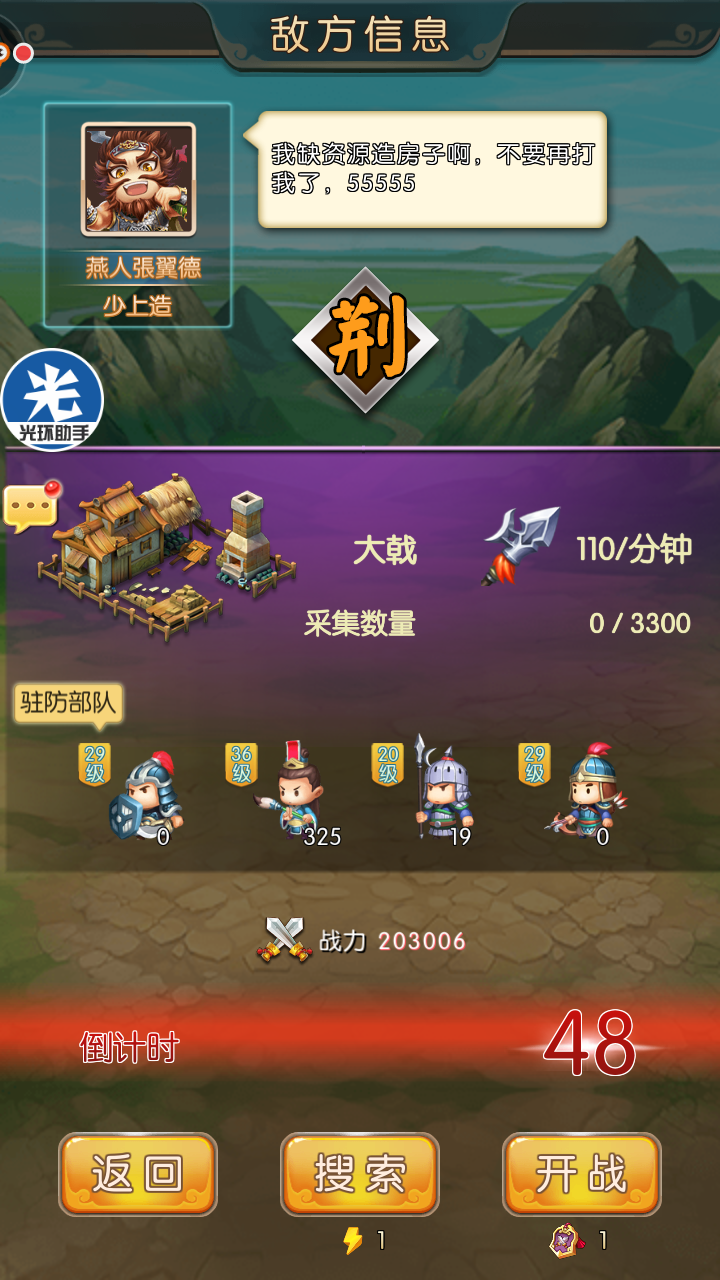 敌方信息
我缺资源造房子啊，不要再打
我了，55555
燕人張翼德
少上造
荆
光
光环助手
大戟
110/分钟
采集数量
0 / 3300
驻防部队
29级
36级
20级
29级
0
325
19
0
战力 203006
倒计时
48
返回
搜索
开战
1
1